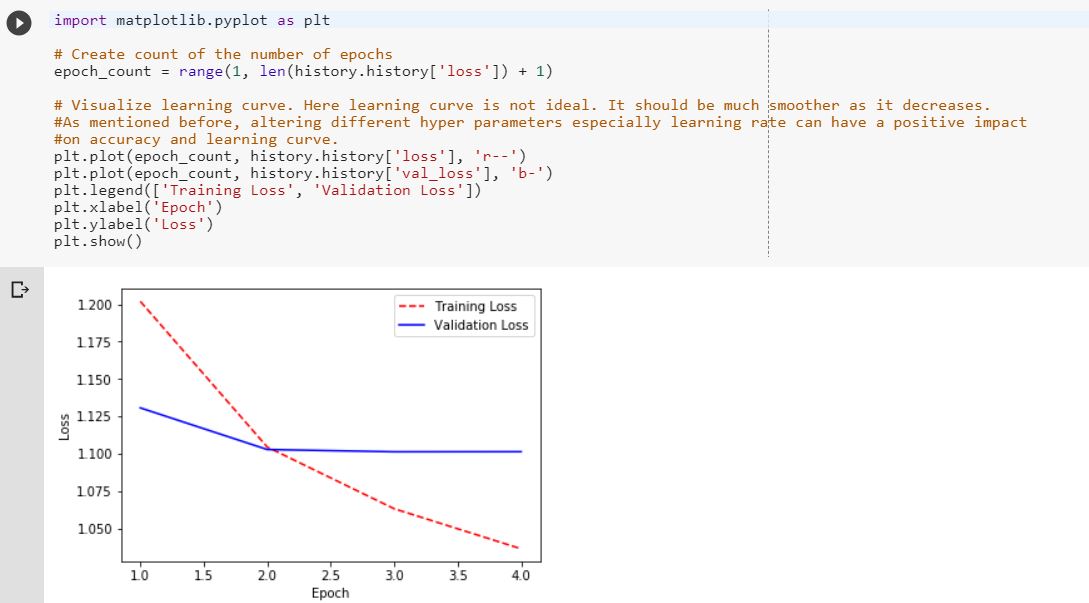 import matplotlib.pyplot as plt
# Create count of the number of epochs
epoch_count = range(1, len(history.history['loss']) + 1)
# Visualize learning curve. Here learning curve is not ideal. It should be much smoother as it decreases.
#As mentioned before, altering different hyper parameters especially learning rate can have a positive impact
#on accuracy and learning curve.
plt.plot(epoch_count, history.history['loss'], 'r--')
plt.plot(epoch_count, history.history['val_loss'], 'b-')
plt.legend(['Training Loss', 'Validation Loss'])
plt.xlabel('Epoch')
plt.ylabel('Loss')
plt.show()
Training Loss
Validation Loss
1.200
1.175
1.150
1.125
1.100
1.075
1.050
Loss
1.0 1.5 2.0 2.5 3.0 3.5 4.0
Epoch